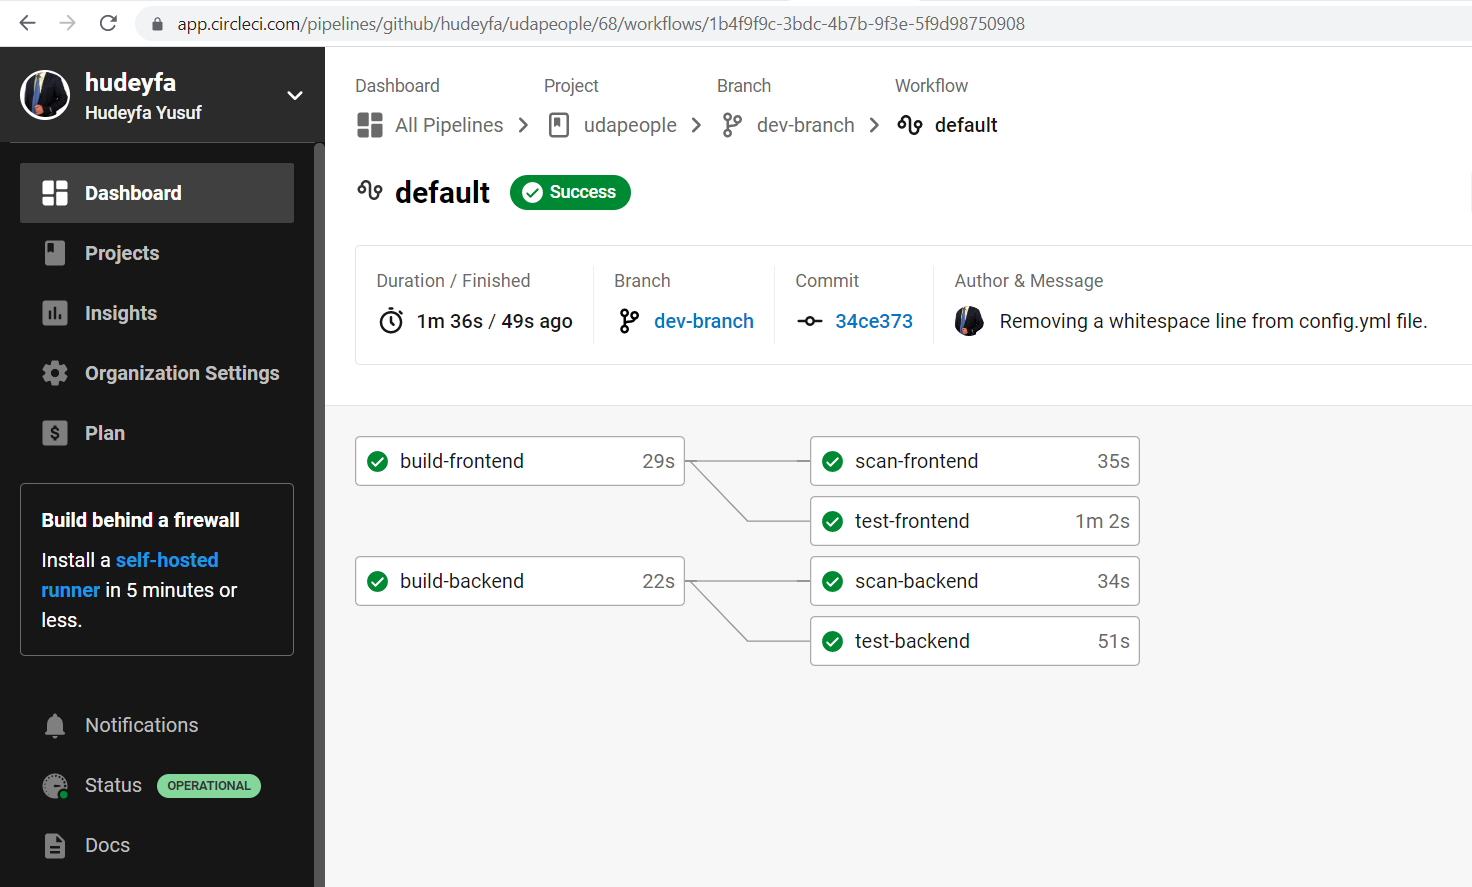 app.circleci.com/pipelines/github/hudeyfa/udapeople/68/workflows/1b4f9f9c-3bdc-4b7b-9f3e-5f9d98750908
hudeyfa
Hudeyfa Yusuf
Dashboard
Projects
Insights
Organization Settings
Plan
Build behind a firewall
Install a self-hosted
runner in 5 minutes or
less.
Notifications
Status OPERATIONAL
Docs
Dashboard Project Branch Workflow
All Pipelines udapeople dev-branch default
default Success
Duration / Finished Branch Commit Author & Message
1m 36s / 49s ago dev-branch 34ce373 Removing a whitespace line from config.yml file.
build-frontend 29s scan-frontend 35s
test-frontend 1m 2s
build-backend 22s scan-backend 34s
test-backend 51s